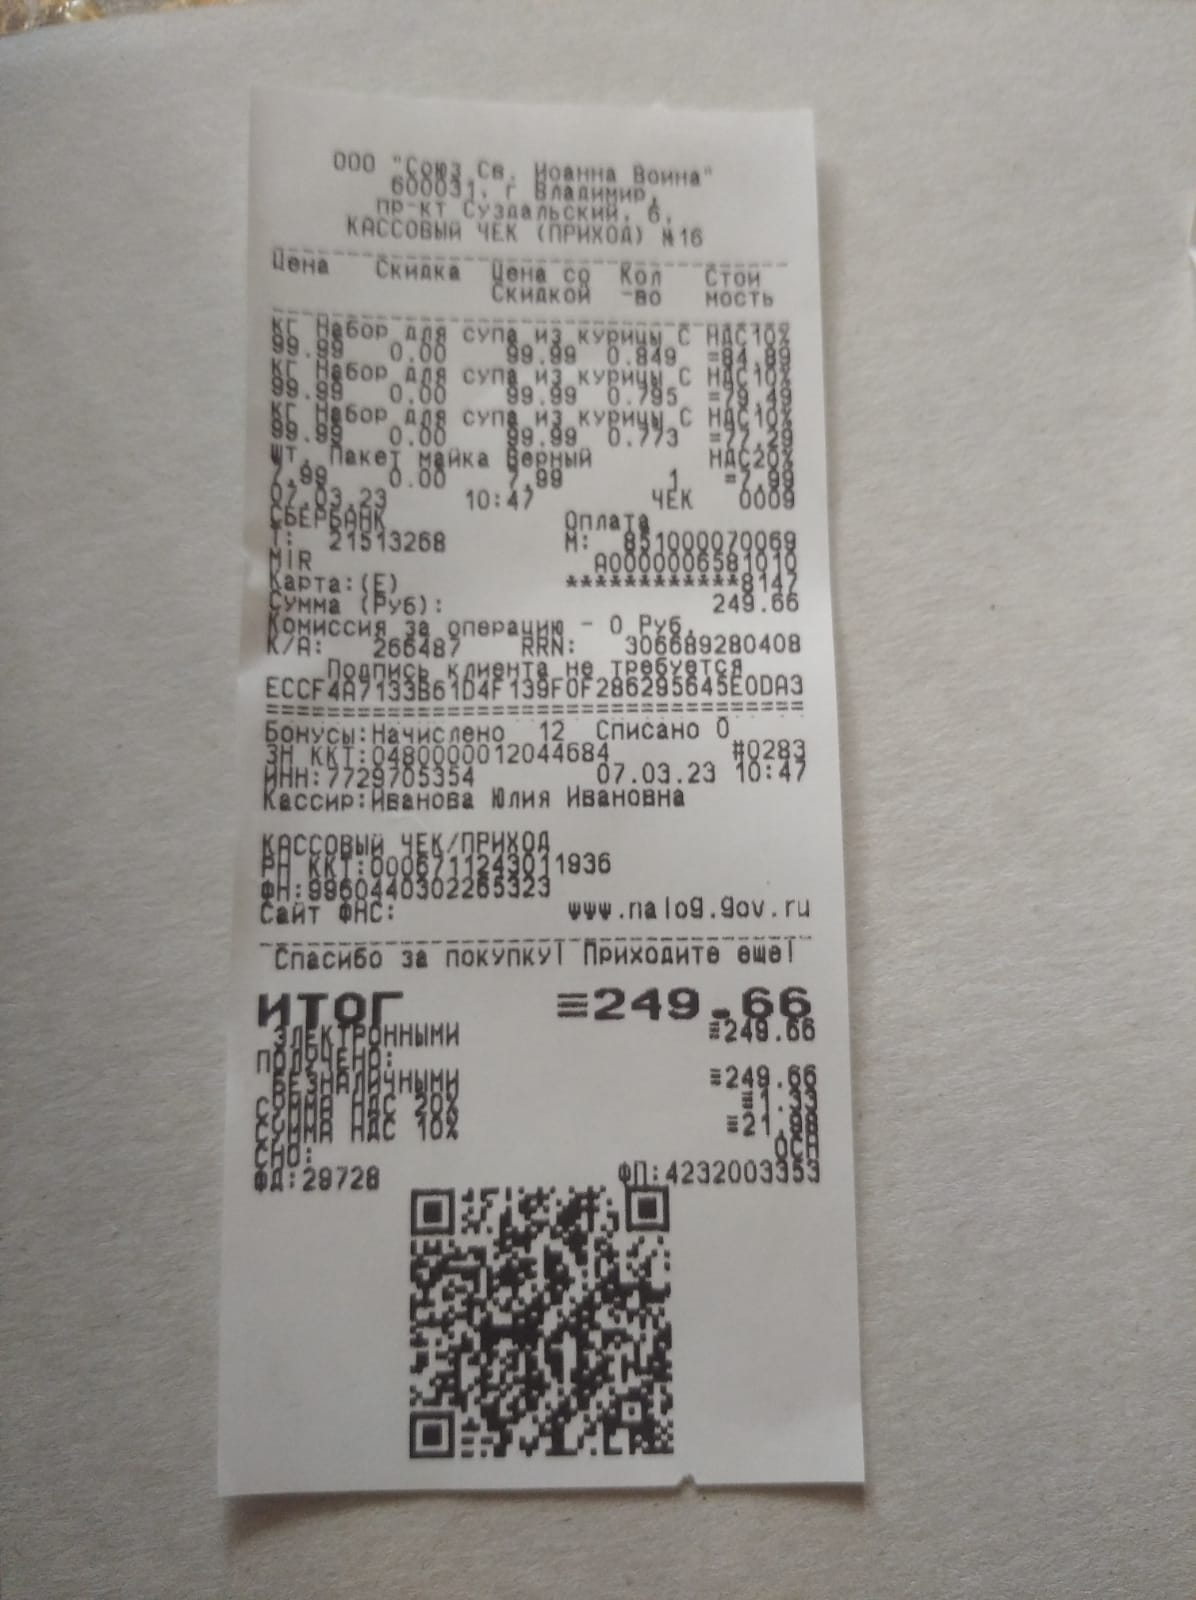 ООО "Союз Св. Иоанна Воина"
600031, г Владимир,
пр-кт Суздальский, 6,
КАССОВЫЙ ЧЕК (ПРИХОД) №16
Цена Скидка Цена со Кол Стои
Скидкой -во мость
КГ Набор для супа из курицы С НДС10%
99.99 0.00 99.99 0.849 =84.89
КГ Набор для супа из курицы С НДС10%
99.99 0.00 99.99 0.795 =79.49
КГ Набор для супа из курицы С НДС10%
99.99 0.00 99.99 0.773 =77.29
шт. Пакет майка Верный НДС20%
7.99 0.00 7.99 1 =7.99
07.03.23 10:47 ЧЕК 0009
СБЕРБАНК Оплата
Т: 21513268 М: 851000070069
MIR A0000006581010
Карта:(E) ************8147
Сумма (Руб): 249.66
Комиссия за операцию - 0 Руб.
К/А: 266487 RRN: 306689280408
Подпись клиента не требуется
ECCF4A7133B61D4F139F0F286295645E0DA3
====================================
Бонусы:Начислено 12 Списано 0
ЗН ККТ:0480000012044684 #0283
ИНН:7729705354 07.03.23 10:47
Кассир:Иванова Юлия Ивановна
КАССОВЫЙ ЧЕК/ПРИХОД
РН ККТ:0006711243011936
ФН:9960440302265323
Сайт ФНС: www.nalog.gov.ru
Спасибо за покупку! Приходите еще!
ИТОГ ≡249.66
ЭЛЕКТРОННЫМИ ≡249.66
ПОЛУЧЕНО:
БЕЗНАЛИЧНЫМИ ≡249.66
СУММА НДС 20% ≡1.33
СУММА НДС 10% ≡21.98
СНО: ОСН
ФД:29728 ФП:4232003353